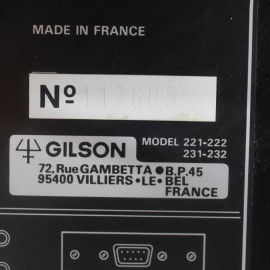 MADE IN FRANCE
Nº
GILSON MODEL 221-222
231-232
72, Rue GAMBETTA ● B.P. 45
95400 VILLIERS • LE • BEL
FRANCE